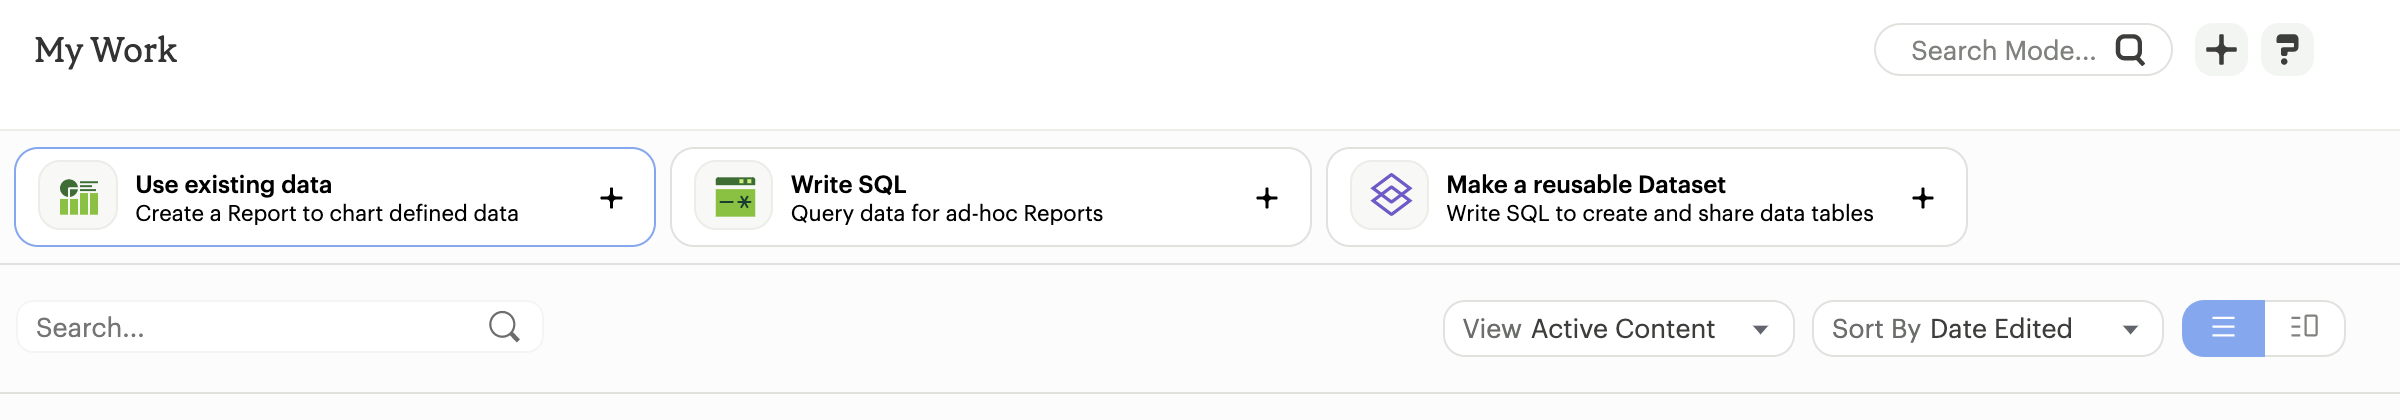 My Work
Search Mode...
Use existing data
Create a Report to chart defined data
Write SQL
Query data for ad-hoc Reports
Make a reusable Dataset
Write SQL to create and share data tables
Search...
View Active Content
Sort By Date Edited